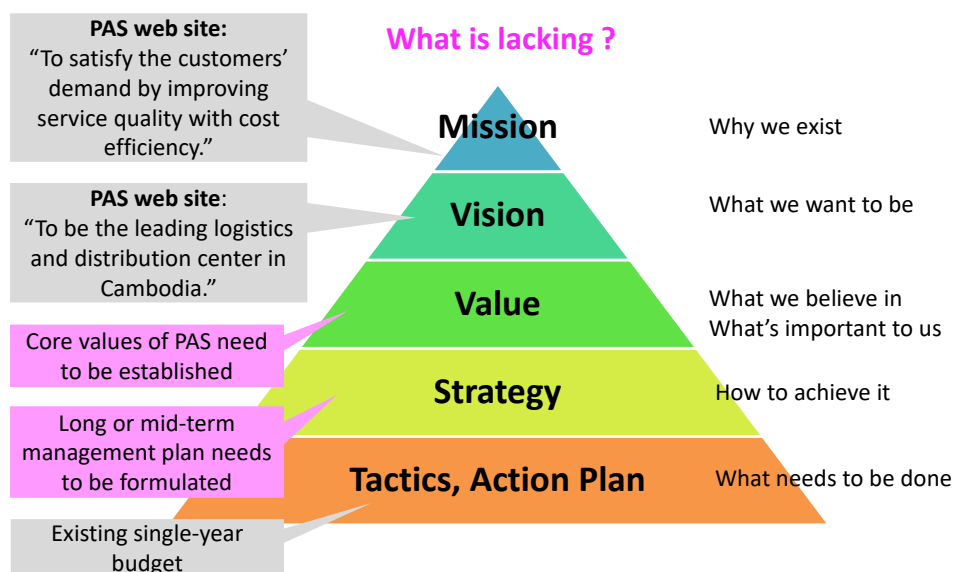 What is lacking ?
PAS web site:
“To satisfy the customers’
demand by improving
service quality with cost
efficiency.”
Mission
Why we exist
PAS web site:
“To be the leading logistics
and distribution center in
Cambodia.”
Vision
What we want to be
Core values of PAS need
to be established
Value
What we believe in
What’s important to us
Long or mid-term
management plan needs
to be formulated
Strategy
How to achieve it
Existing single-year
budget
Tactics, Action Plan
What needs to be done